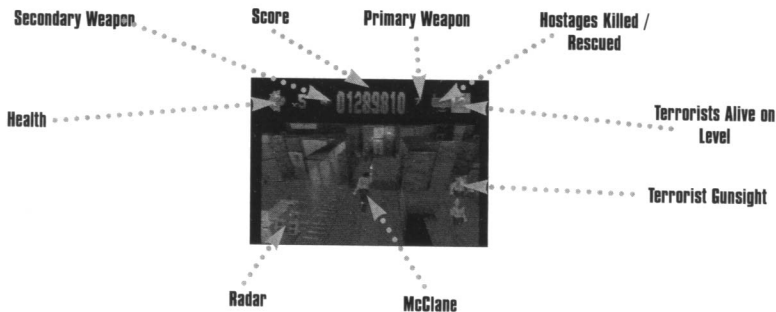 Secondary Weapon
Score
Primary Weapon
Hostages Killed /
Rescued
01289810
Health
Terrorists Alive on
Level
Terrorist Gunsight
Radar
McClane